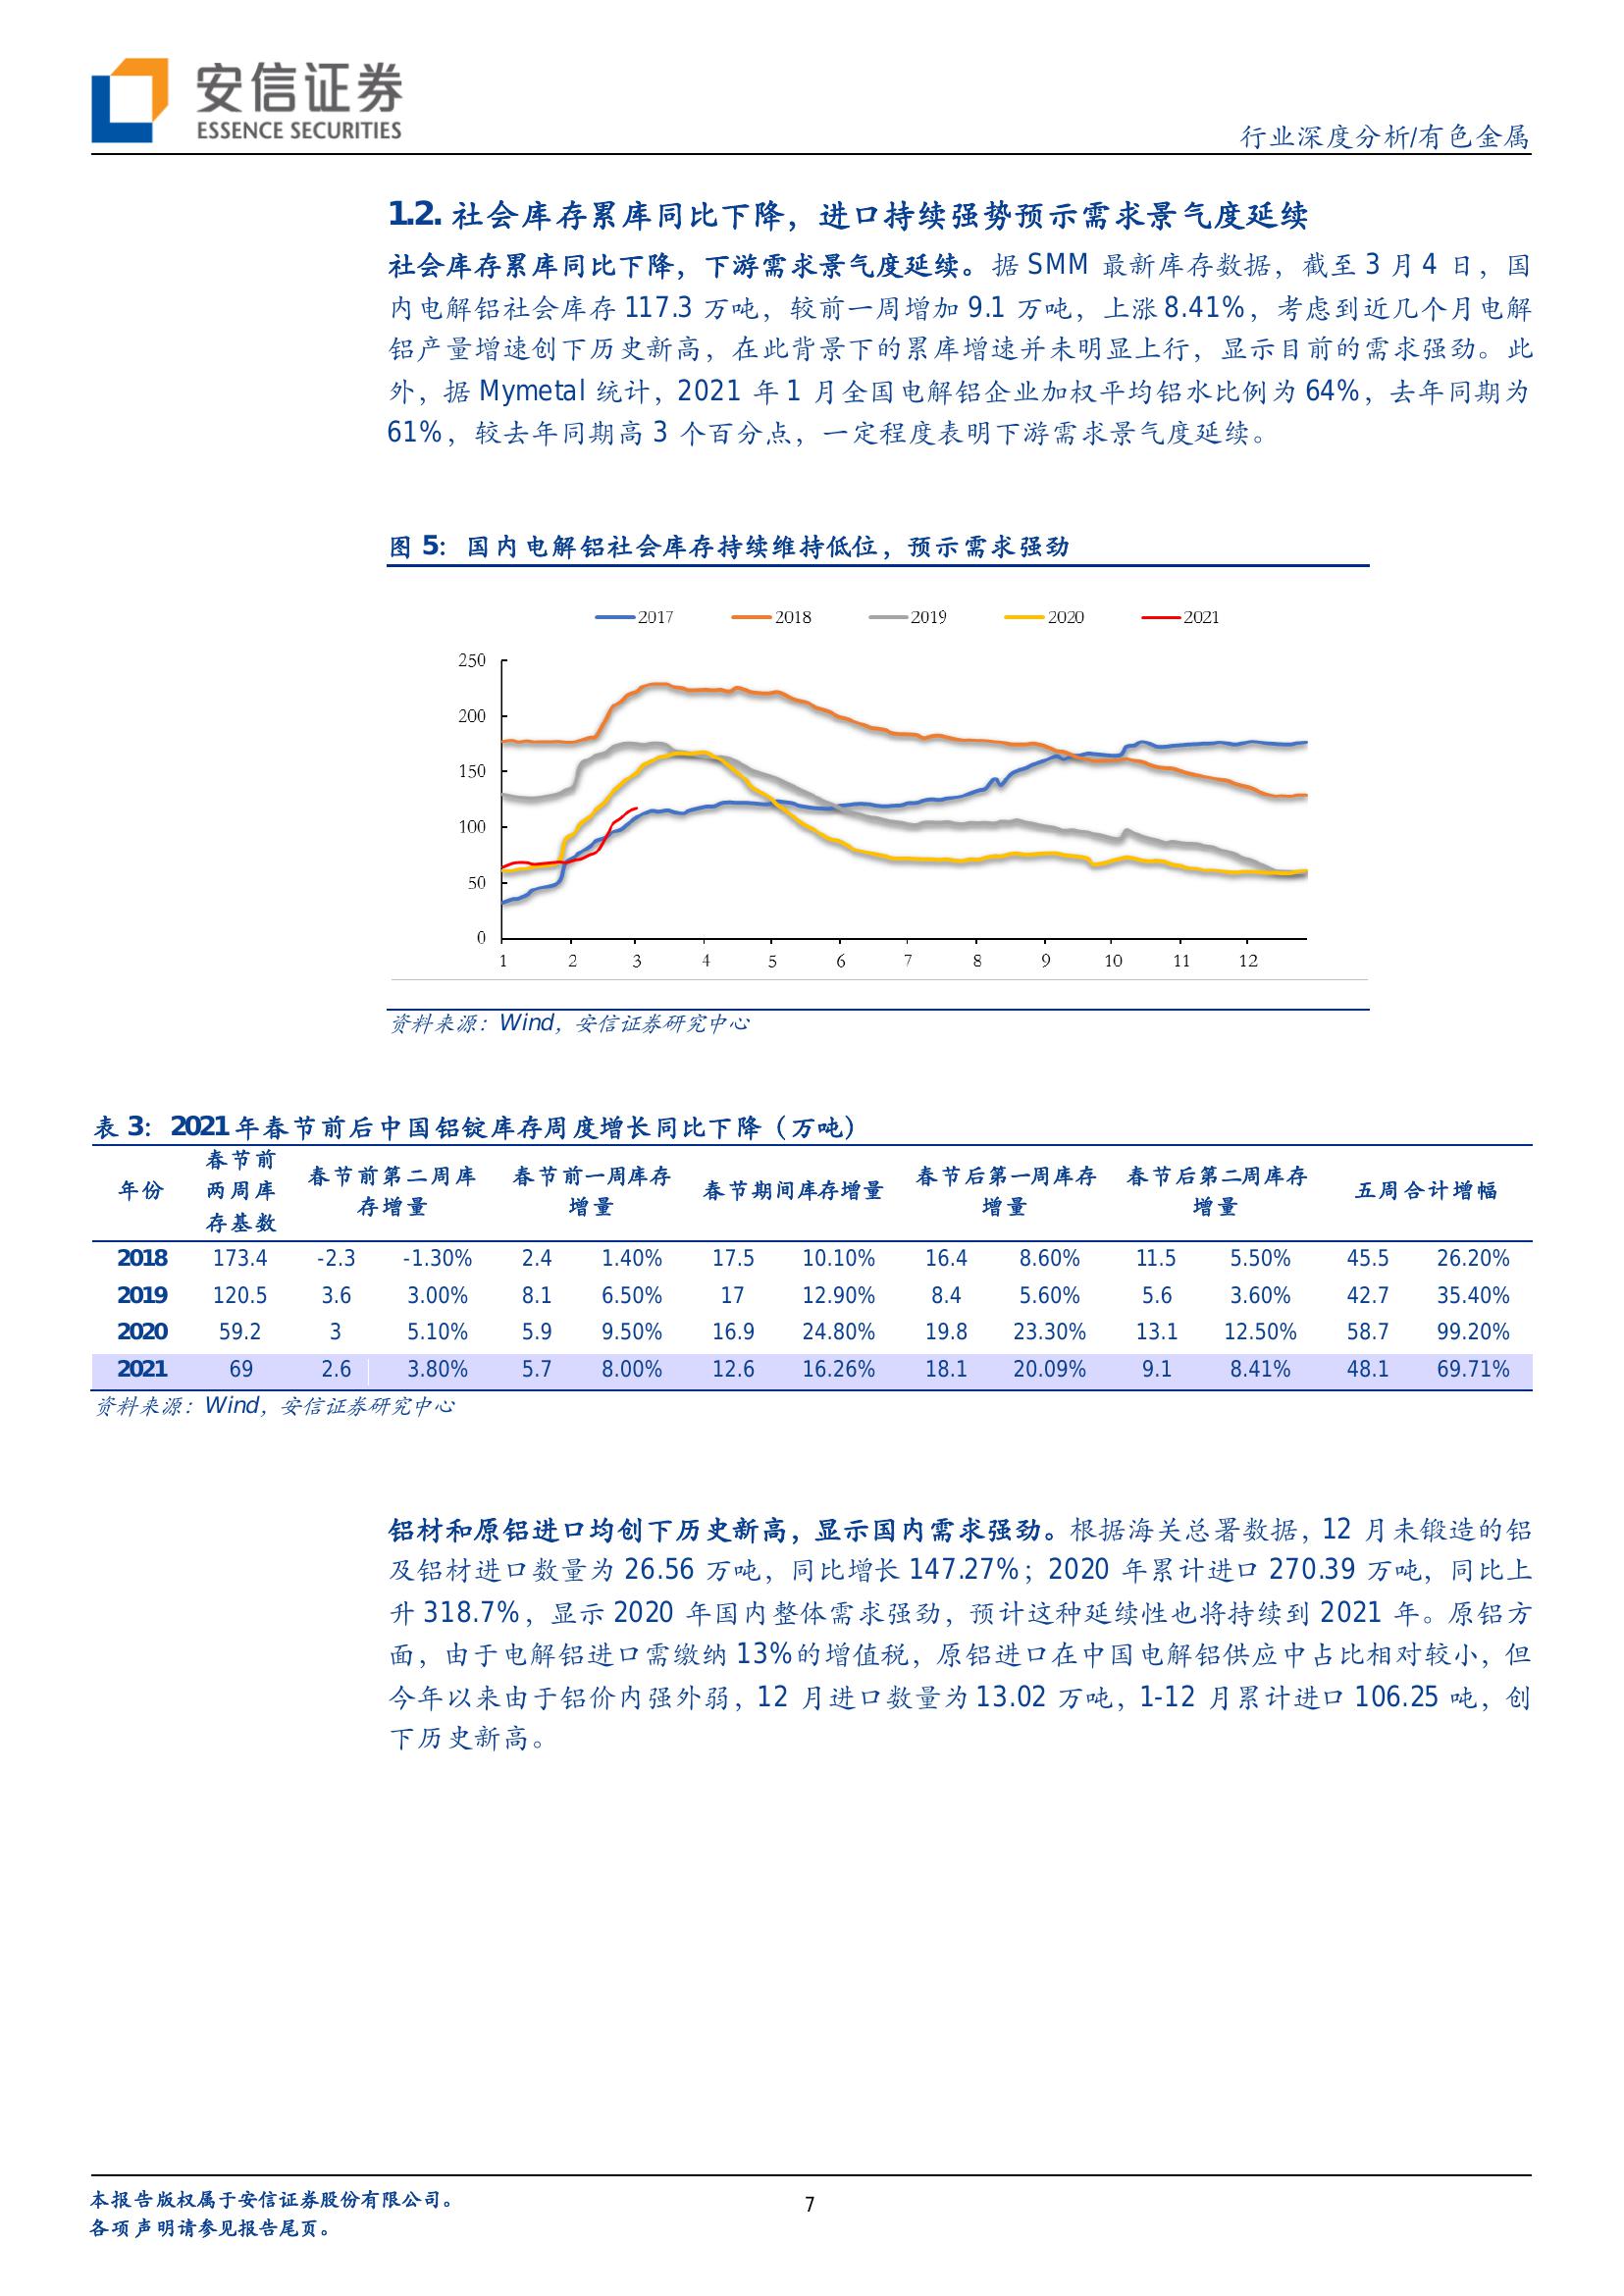 安信证券
ESSENCE SECURITIES
行业深度分析/有色金属
1.2. 社会库存累库同比下降，进口持续强势预示需求景气度延续
社会库存累库同比下降，下游需求景气度延续。据 SMM 最新库存数据，截至 3 月 4 日，国
内电解铝社会库存 117.3 万吨，较前一周增加 9.1 万吨，上涨 8.41%，考虑到近几个月电解
铝产量增速创下历史新高，在此背景下的累库增速并未明显上行，显示目前的需求强劲。此
外，据 Mymetal 统计，2021 年 1 月全国电解铝企业加权平均铝水比例为 64%，去年同期为
61%，较去年同期高 3 个百分点，一定程度表明下游需求景气度延续。
图 5：国内电解铝社会库存持续维持低位，预示需求强劲
2017 2018 2019 2020 2021
250
200
150
100
50
0
1 2 3 4 5 6 7 8 9 10 11 12
资料来源：Wind，安信证券研究中心
表 3：2021 年春节前后中国铝锭库存周度增长同比下降（万吨）
年份 春节前两周库存基数 春节前第二周库存增量 春节前一周库存增量 春节期间库存增量 春节后第一周库存增量 春节后第二周库存增量 五周合计增幅
2018 173.4 -2.3 -1.30% 2.4 1.40% 17.5 10.10% 16.4 8.60% 11.5 5.50% 45.5 26.20%
2019 120.5 3.6 3.00% 8.1 6.50% 17 12.90% 8.4 5.60% 5.6 3.60% 42.7 35.40%
2020 59.2 3 5.10% 5.9 9.50% 16.9 24.80% 19.8 23.30% 13.1 12.50% 58.7 99.20%
2021 69 2.6 3.80% 5.7 8.00% 12.6 16.26% 18.1 20.09% 9.1 8.41% 48.1 69.71%
资料来源：Wind，安信证券研究中心
铝材和原铝进口均创下历史新高，显示国内需求强劲。根据海关总署数据，12 月未锻造的铝
及铝材进口数量为 26.56 万吨，同比增长 147.27%；2020 年累计进口 270.39 万吨，同比上
升 318.7%，显示 2020 年国内整体需求强劲，预计这种延续性也将持续到 2021 年。原铝方
面，由于电解铝进口需缴纳 13%的增值税，原铝进口在中国电解铝供应中占比相对较小，但
今年以来由于铝价内强外弱，12 月进口数量为 13.02 万吨，1-12 月累计进口 106.25 吨，创
下历史新高。
本报告版权属于安信证券股份有限公司。
各项声明请参见报告尾页。
7